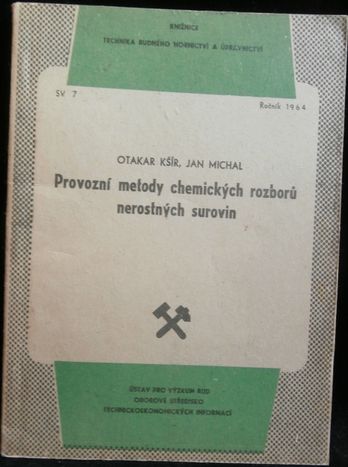 KNIŽNICE
TECHNIKA RUDNÉHO HORNICTVÍ A ÚPRAVNICTVÍ
SV. 7
Ročník 1964
OTAKAR KŠÍR, JAN MICHAL
Provozní metody chemických rozborů
nerostných surovin
ÚSTAV PRO VÝZKUM RUD
OBOROVÉ STŘEDISKO
TECHNICKOEKONOMICKÝCH INFORMACÍ